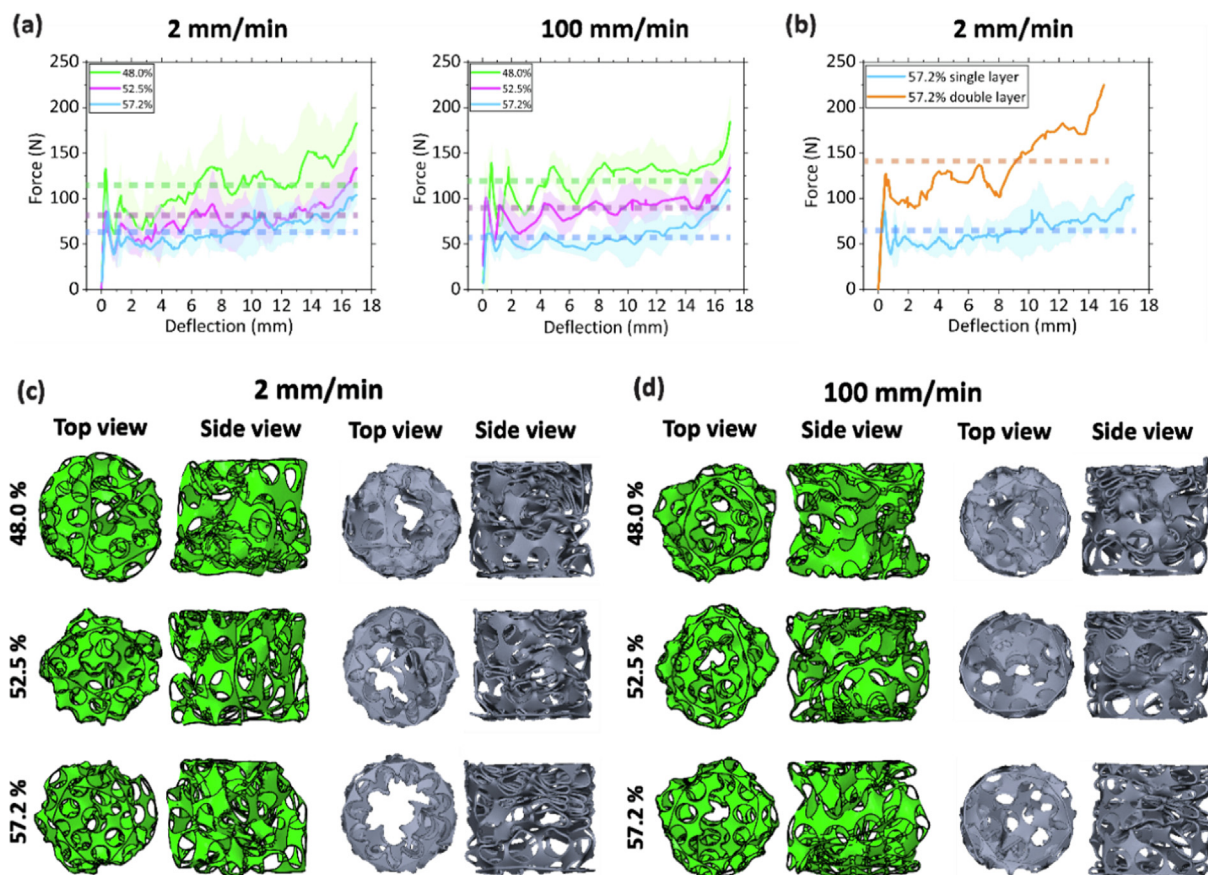 (a)
2 mm/min
100 mm/min
(b)
2 mm/min
250
200
150
100
50
0
Force (N)
48.0%
52.5%
57.2%
0 2 4 6 8 10 12 14 16 18
Deflection (mm)
250
200
150
100
50
0
Force (N)
48.0%
52.5%
57.2%
0 2 4 6 8 10 12 14 16 18
Deflection (mm)
250
200
150
100
50
0
Force (N)
57.2% single layer
57.2% double layer
0 2 4 6 8 10 12 14 16 18
Deflection (mm)
(c)
2 mm/min
Top view Side view Top view Side view
48.0 %
52.5 %
57.2 %
(d)
100 mm/min
Top view Side view Top view Side view
48.0 %
52.5 %
57.2 %